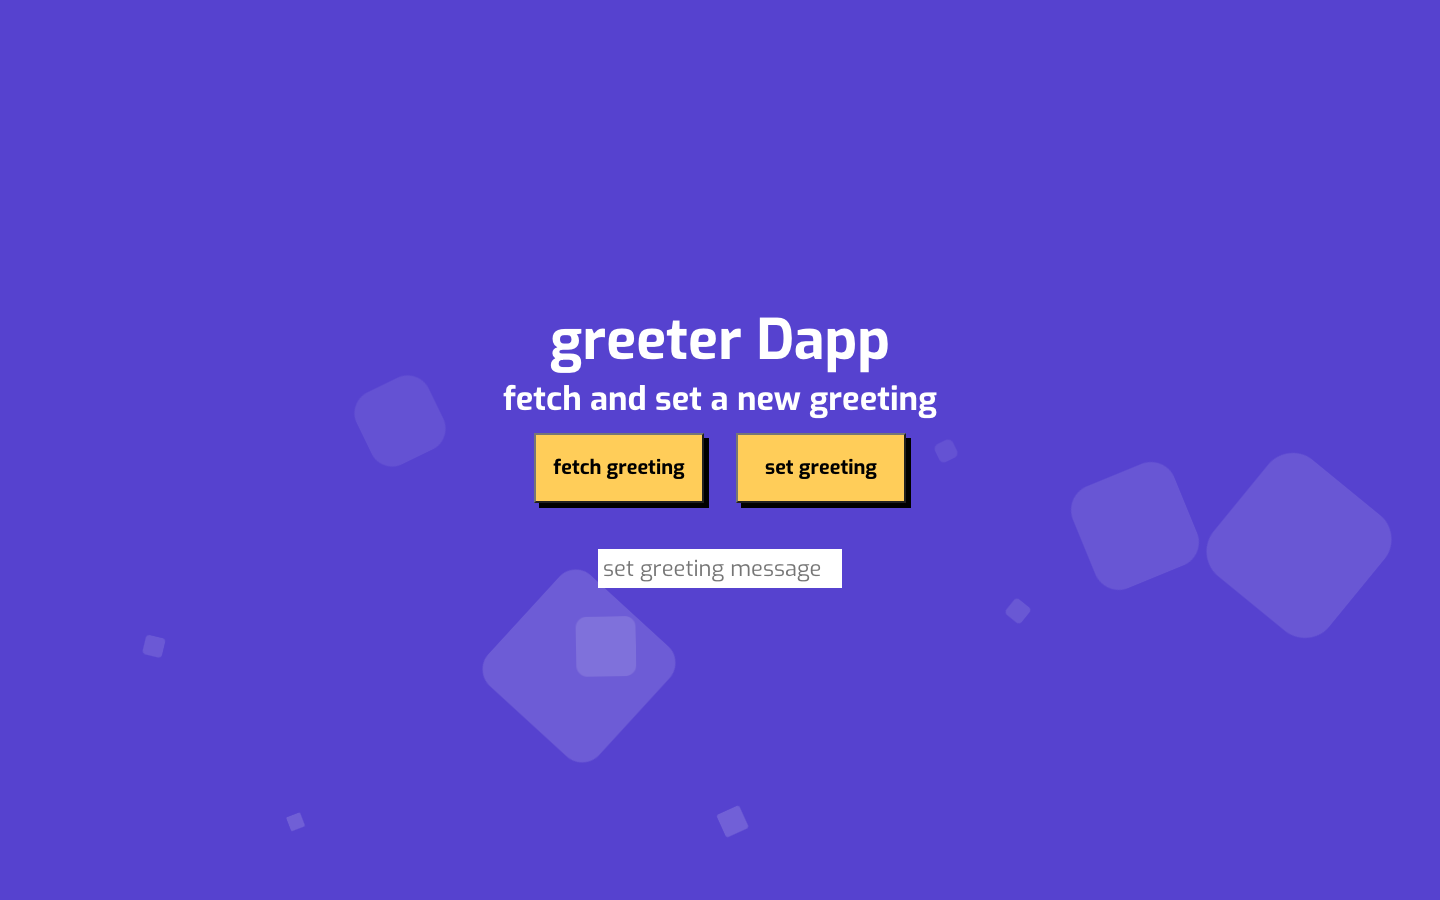 greeter Dapp
fetch and set a new greeting
fetch greeting
set greeting
set greeting message